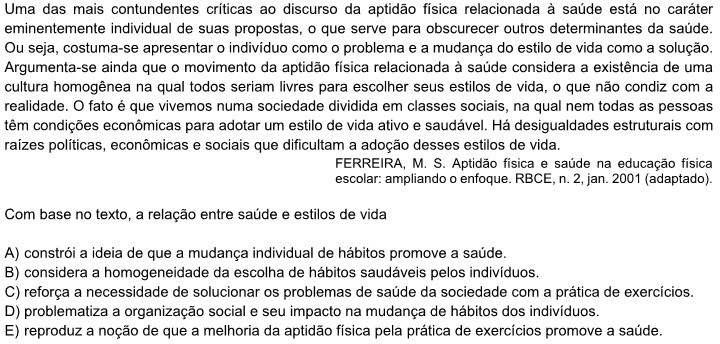 Uma das mais contundentes críticas ao discurso da aptidão física relacionada à saúde está no caráter
eminentemente individual de suas propostas, o que serve para obscurecer outros determinantes da saúde.
Ou seja, costuma-se apresentar o indivíduo como o problema e a mudança do estilo de vida como a solução.
Argumenta-se ainda que o movimento da aptidão física relacionada à saúde considera a existência de uma
cultura homogênea na qual todos seriam livres para escolher seus estilos de vida, o que não condiz com a
realidade. O fato é que vivemos numa sociedade dividida em classes sociais, na qual nem todas as pessoas
têm condições econômicas para adotar um estilo de vida ativo e saudável. Há desigualdades estruturais com
raízes políticas, econômicas e sociais que dificultam a adoção desses estilos de vida.
FERREIRA, M. S. Aptidão física e saúde na educação física
escolar: ampliando o enfoque. RBCE, n. 2, jan. 2001 (adaptado).
Com base no texto, a relação entre saúde e estilos de vida
A) constrói a ideia de que a mudança individual de hábitos promove a saúde.
B) considera a homogeneidade da escolha de hábitos saudáveis pelos indivíduos.
C) reforça a necessidade de solucionar os problemas de saúde da sociedade com a prática de exercícios.
D) problematiza a organização social e seu impacto na mudança de hábitos dos indivíduos.
E) reproduz a noção de que a melhoria da aptidão física pela prática de exercícios promove a saúde.